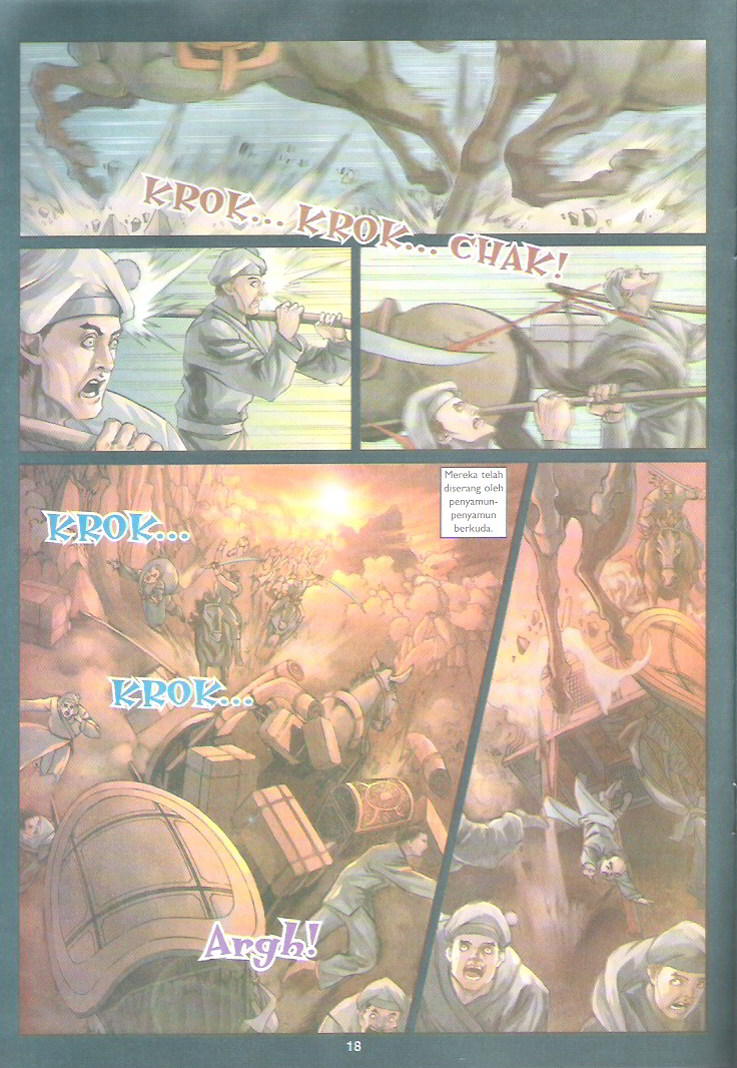 KROK... KROK... CHAK!
KROK...
Mereka telah
diserang oleh
penyamun-
penyamun
berkuda.
KROK...
Argh!
18